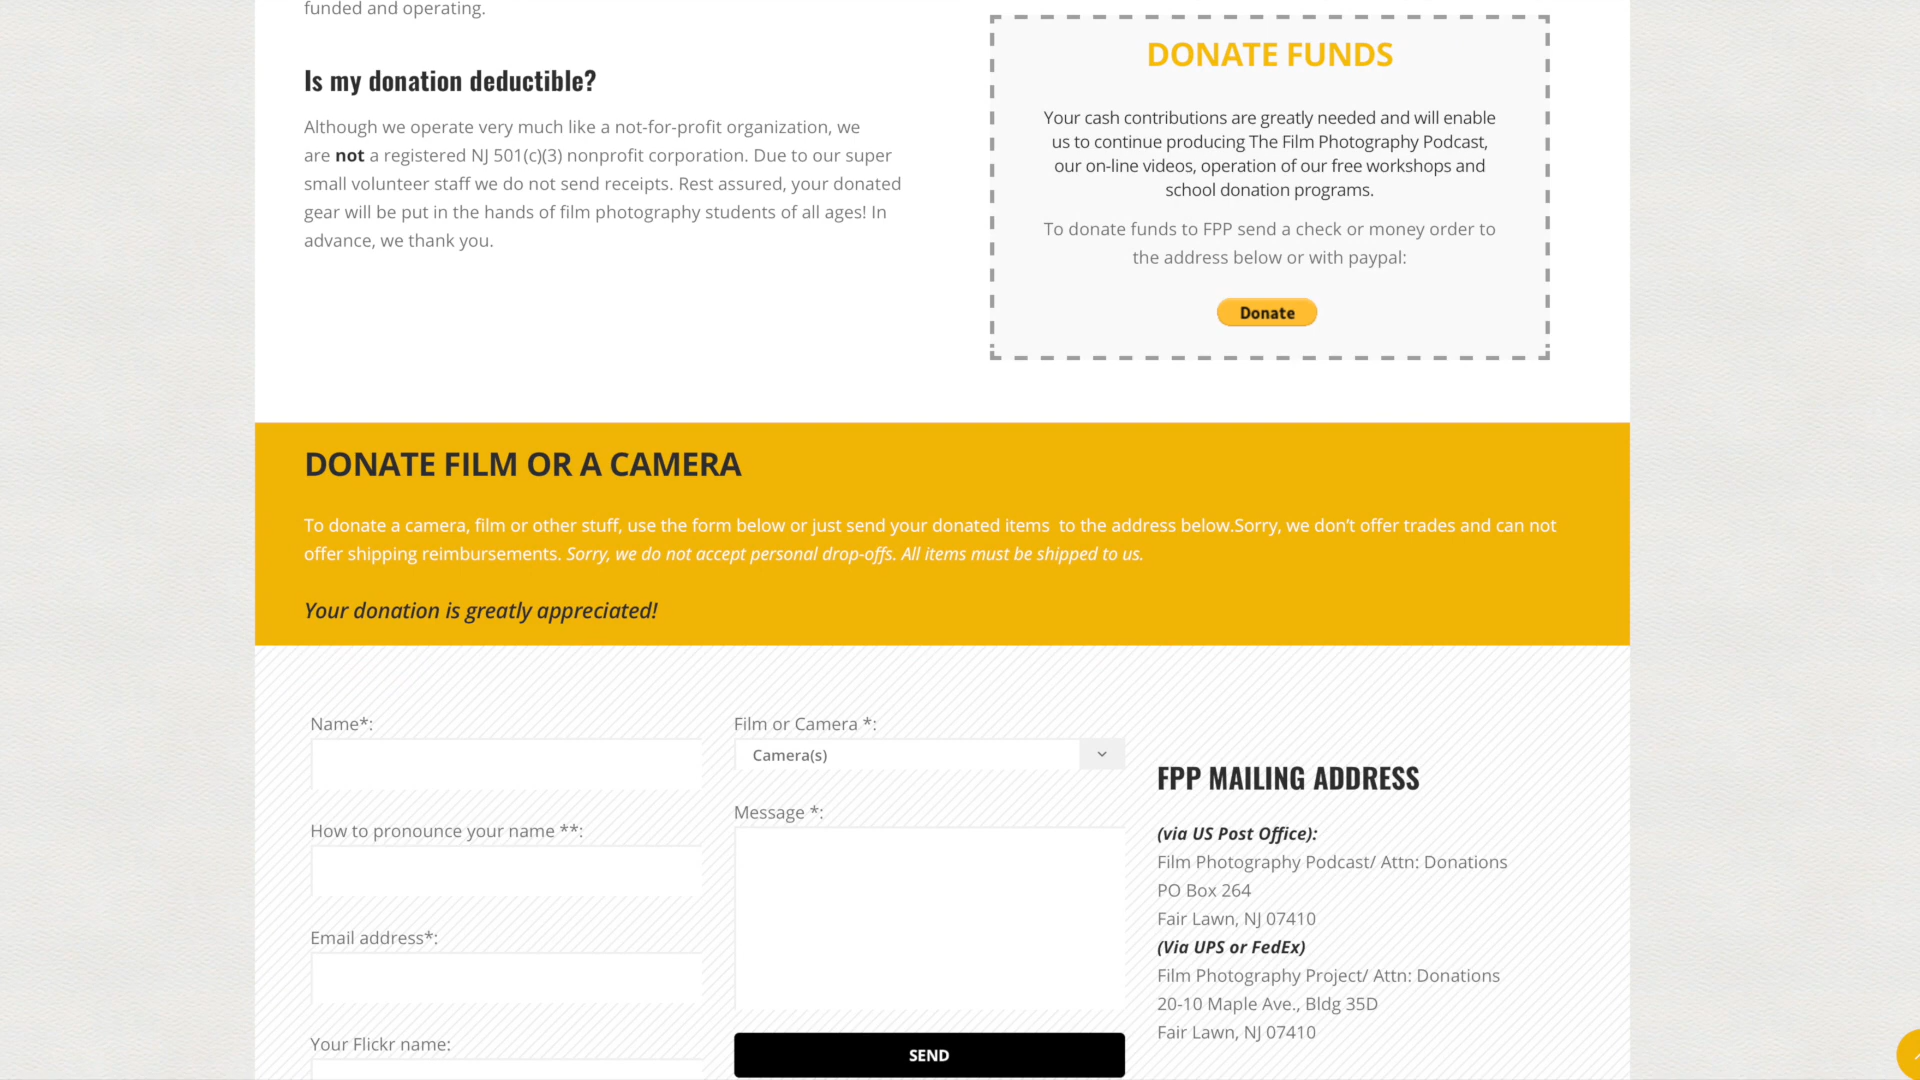 funded and operating.
Is my donation deductible?
Although we operate very much like a not-for-profit organization, we
are not a registered NJ 501(c)(3) nonprofit corporation. Due to our super
small volunteer staff we do not send receipts. Rest assured, your donated
gear will be put in the hands of film photography students of all ages! In
advance, we thank you.
DONATE FUNDS
Your cash contributions are greatly needed and will enable
us to continue producing The Film Photography Podcast,
our on-line videos, operation of our free workshops and
school donation programs.
To donate funds to FPP send a check or money order to
the address below or with paypal:
Donate
DONATE FILM OR A CAMERA
To donate a camera, film or other stuff, use the form below or just send your donated items to the address below.Sorry, we don't offer trades and can not
offer shipping reimbursements. Sorry, we do not accept personal drop-offs. All items must be shipped to us.
Your donation is greatly appreciated!
Name*:
How to pronounce your name **:
Email address*:
Your Flickr name:
Film or Camera *:
Camera(s)
Message *:
SEND
FPP MAILING ADDRESS
(via US Post Office):
Film Photography Podcast/ Attn: Donations
PO Box 264
Fair Lawn, NJ 07410
(Via UPS or FedEx)
Film Photography Project/ Attn: Donations
20-10 Maple Ave., Bldg 35D
Fair Lawn, NJ 07410